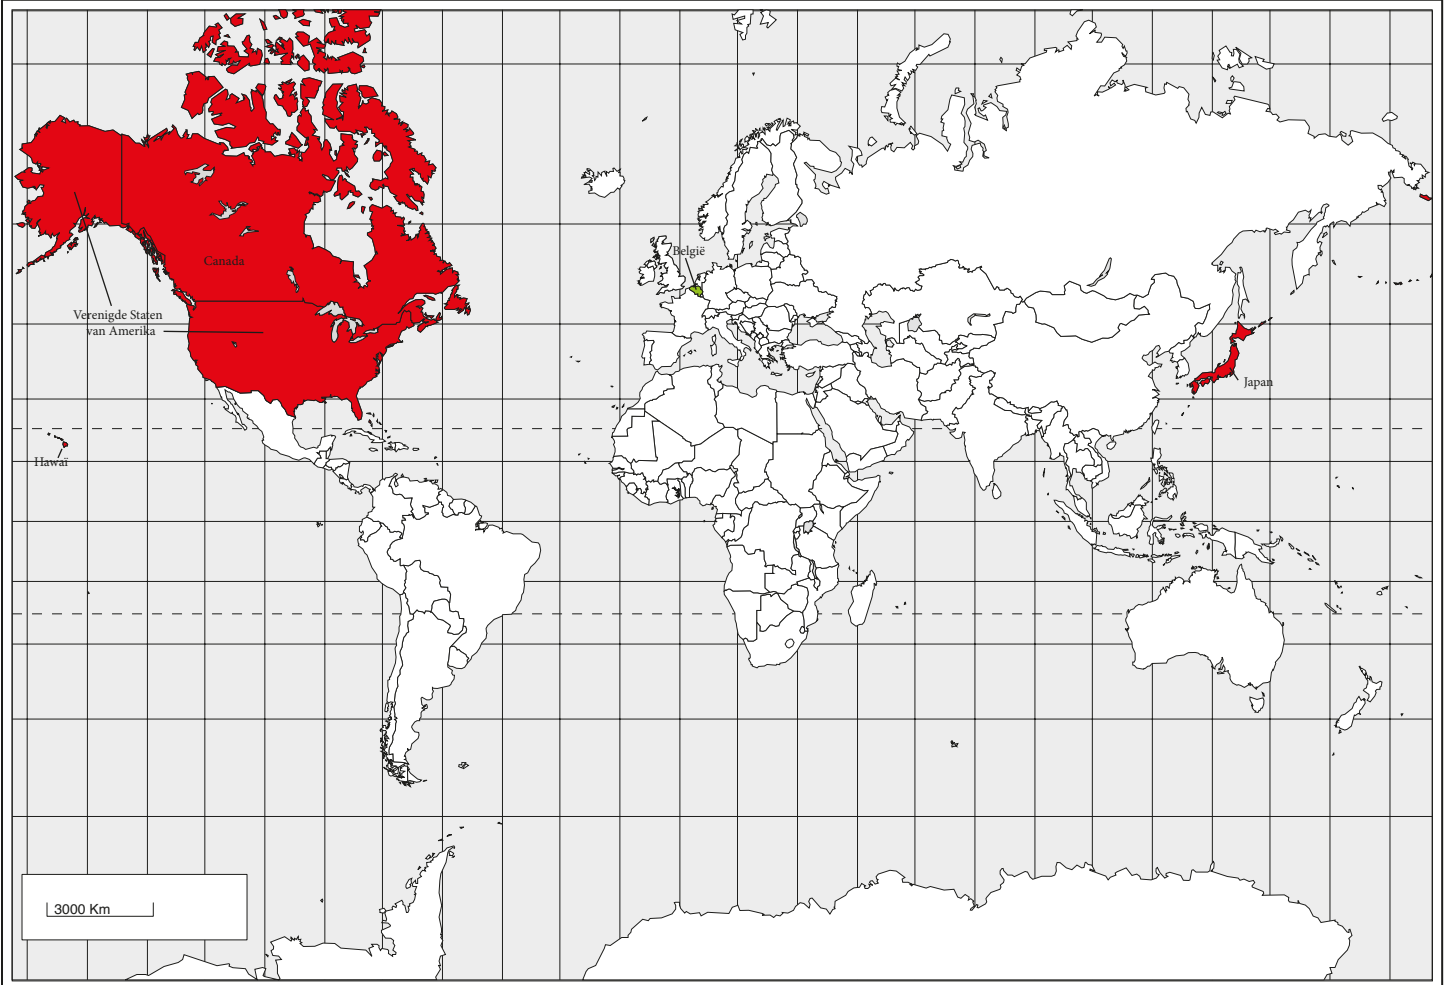 België
Canada
Verenigde Staten
van Amerika
Japan
Hawaï
3000 Km